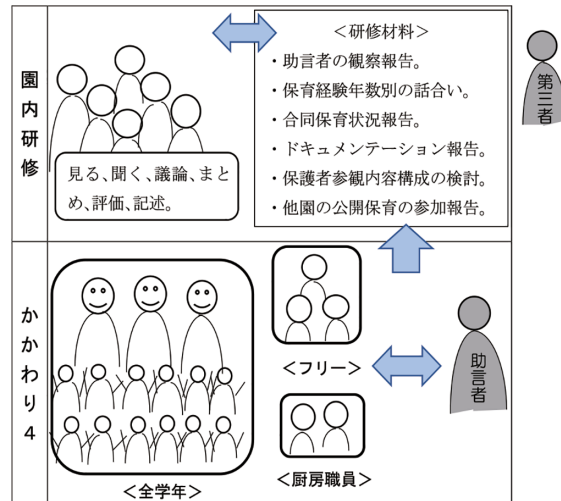 園内研修
見る、聞く、議論、まと
め、評価、記述。
＜研修材料＞
・助言者の観察報告。
・保育経験年数別の話合い。
・合同保育状況報告。
・ドキュメンテーション報告。
・保護者参観内容構成の検討。
・他園の公開保育の参加報告。
第三者
かかわり４
＜全学年＞
＜フリー＞
＜厨房職員＞
助言者